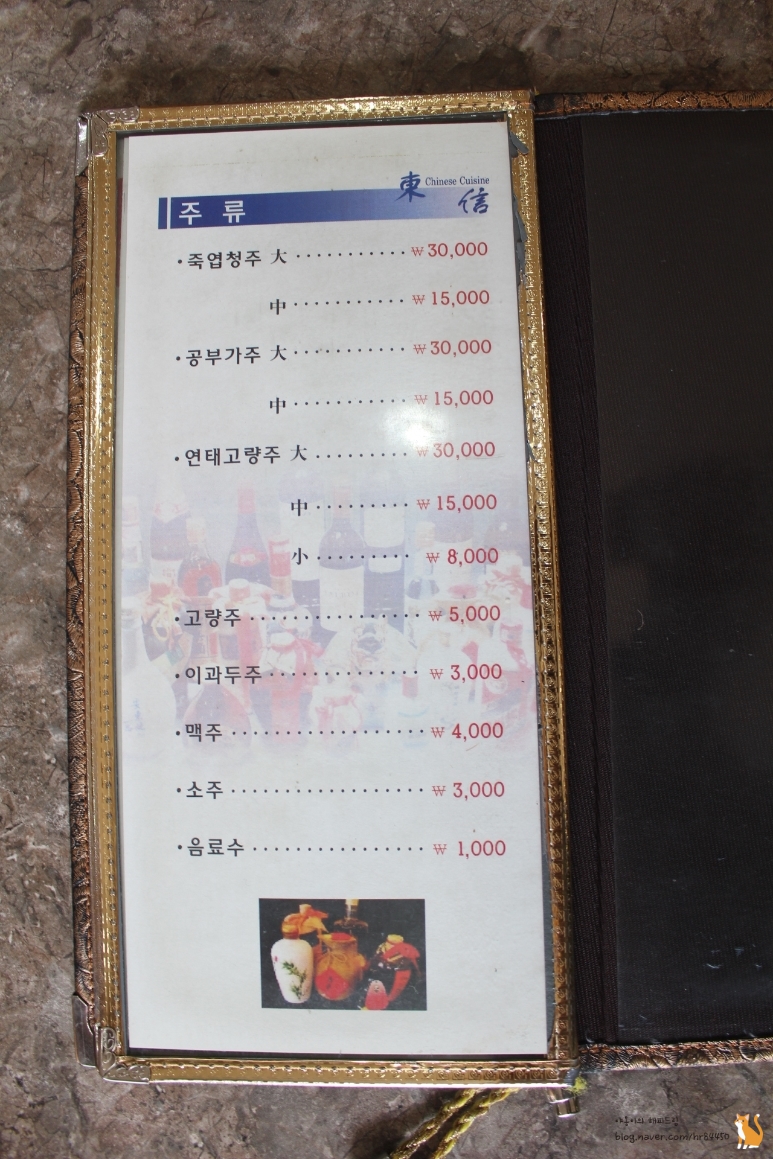 東 Chinese Cuisine
信
주 류
•죽엽청주 大 ··········· ₩30,000
中 ··········· ₩15,000
•공부가주 大 ··········· ₩30,000
中 ··········· ₩15,000
•연태고량주 大 ·········· ₩30,000
中 ·········· ₩15,000
小 ·········· ₩8,000
•고량주 ················ ₩5,000
•이과두주 ·············· ₩3,000
•맥주 ·················· ₩4,000
•소주 ·················· ₩3,000
•음료수 ················ ₩1,000
blog.naver.com/hr84450